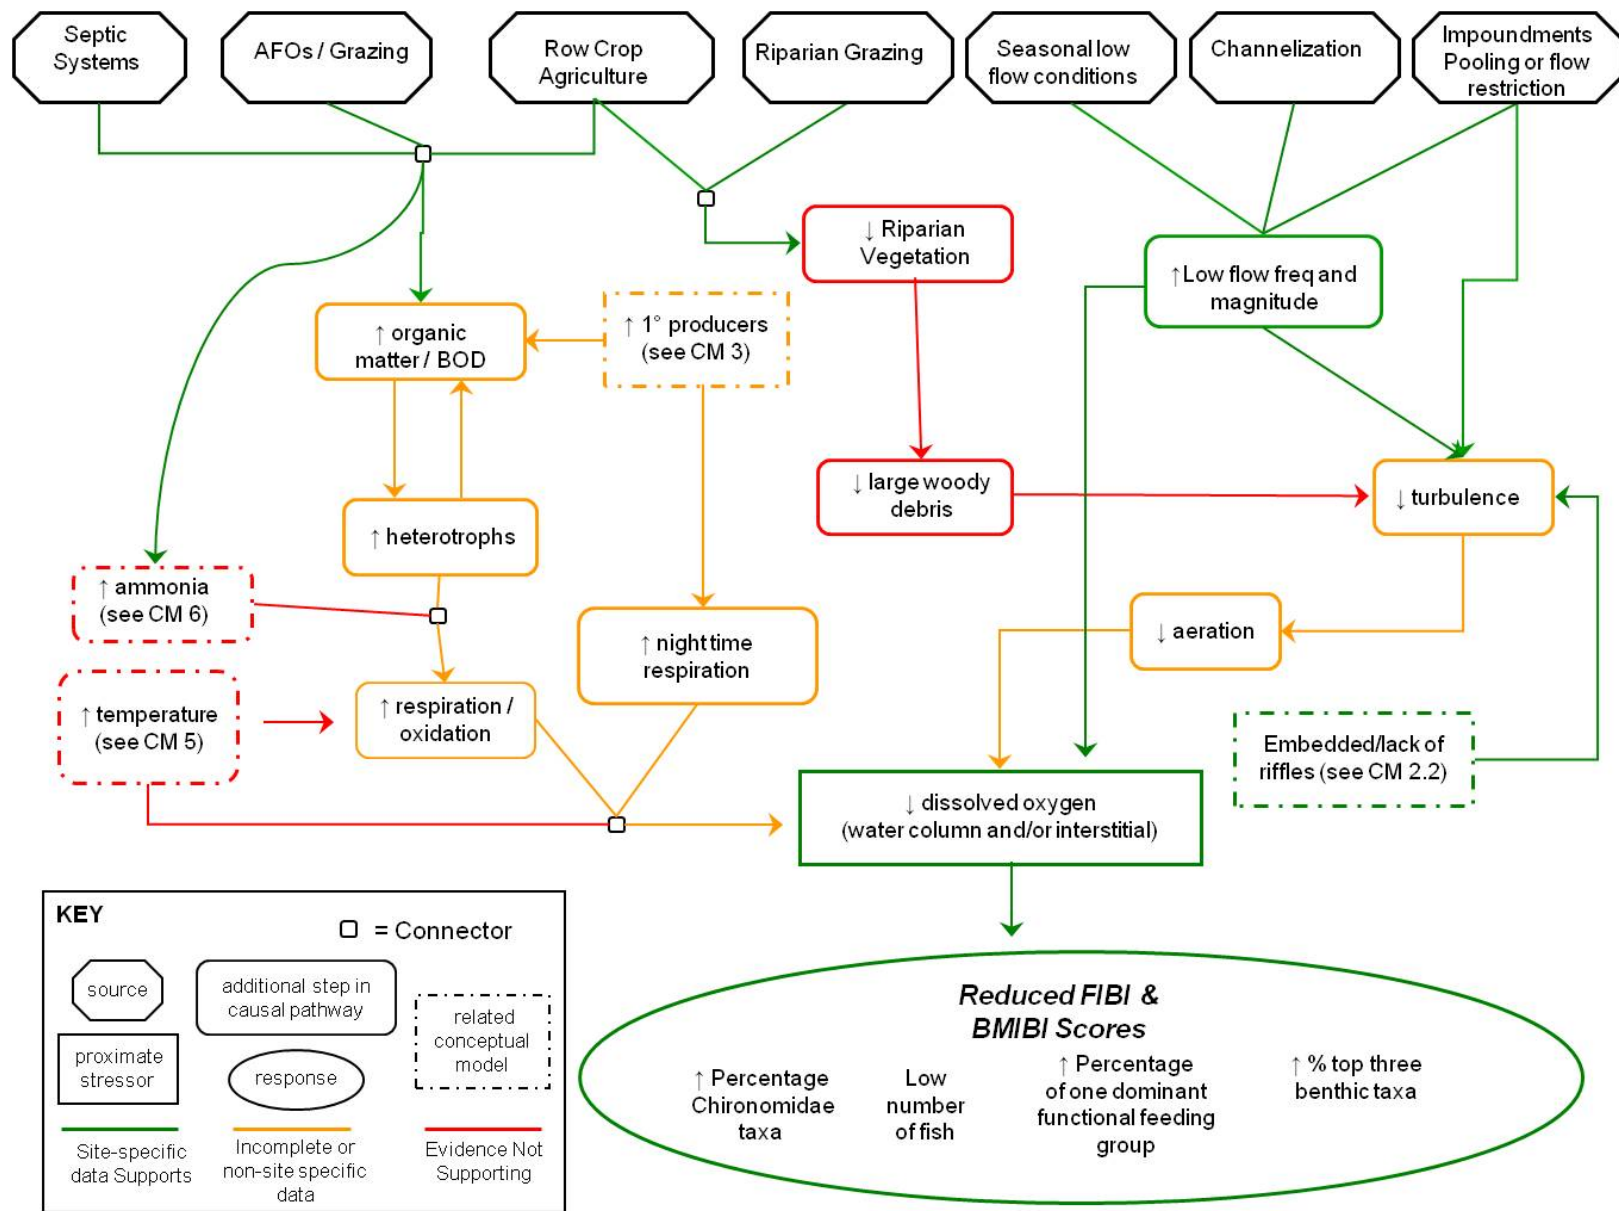 Septic
Systems
AFOs / Grazing
Row Crop
Agriculture
Riparian Grazing
Seasonal low
flow conditions
Channelization
Impoundments
Pooling or flow
restriction
↓ Riparian
Vegetation
↑Low flow freq and
magnitude
↑ organic
matter / BOD
↑ 1° producers
(see CM 3)
↓ large woody
debris
↓ turbulence
↑ heterotrophs
↑ ammonia
(see CM 6)
↓ aeration
↑ night time
respiration
↑ temperature
(see CM 5)
↑ respiration /
oxidation
Embedded/lack of
riffles (see CM 2.2)
↓ dissolved oxygen
(water column and/or interstitial)
KEY
= Connector
source
additional step in
causal pathway
related
conceptual
model
proximate
stressor
response
Site-specific
data Supports
Incomplete or
non-site specific
data
Evidence Not
Supporting
Reduced FIBI &
BMIBI Scores
↑ Percentage
Chironomidae
taxa
Low
number
of fish
↑ Percentage
of one dominant
functional feeding
group
↑ % top three
benthic taxa